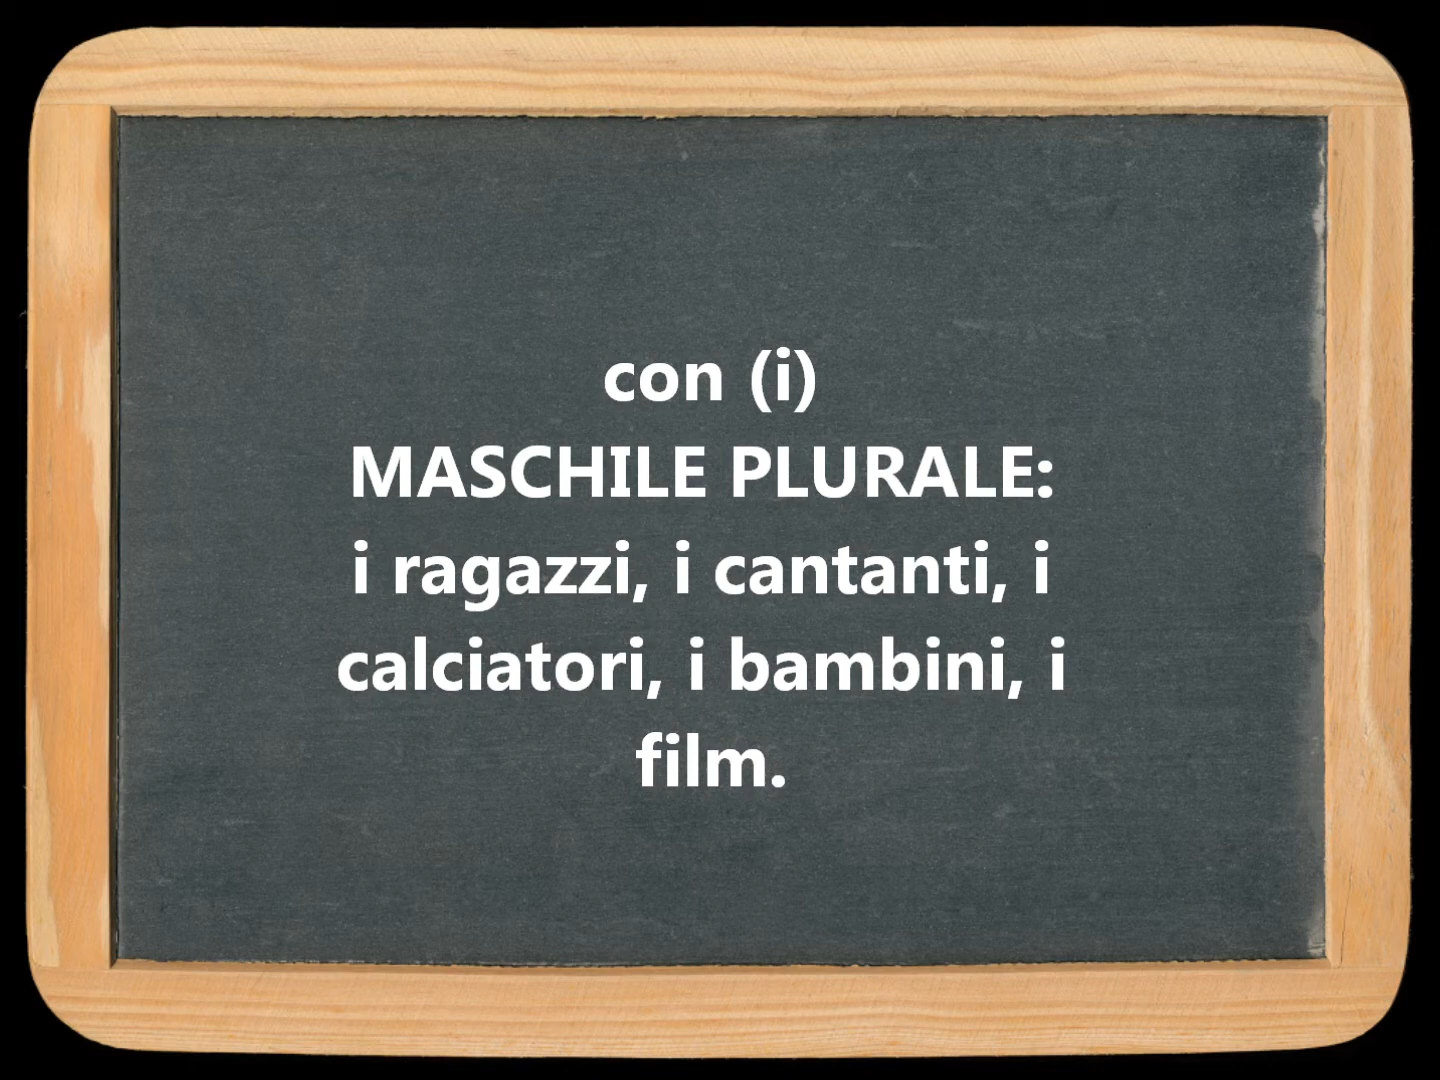 con (i)
MASCHILE PLURALE:
i ragazzi, i cantanti, i
calciatori, i bambini, i
film.